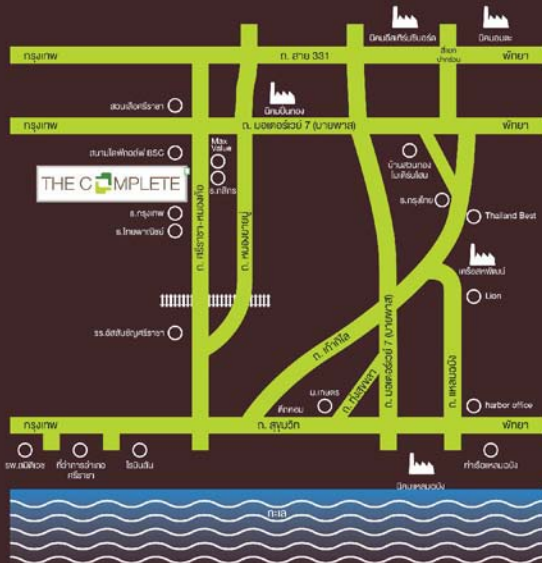 นิคมอีสเทิร์นซีบอร์ด
นิคมอมตะ
กรุงเทพ
ถ. สาย 331
สี่แยก
ปากร่วม
พัทยา
สวนเสือศรีราชา
นิคมปิ่นทอง
กรุงเทพ
ถ. มอเตอร์เวย์ 7 (บายพาส)
พัทยา
สนามไดฟ์กอล์ฟ BSC
Max
Value
ธ.กสิกร
บ้านสวนทอง
โมเดิร์นโฮม
THE COMPLETE
ธ.กรุงไทย
ธ.กรุงเทพ
Thailand Best
ธ.ไทยพาณิชย์
ถ. ศรีราชา-หนองค้อ
ถ. หนองยายบู่
เครือสหพัฒน์
Lion
รร.อัสสัมชัญศรีราชา
ถ. เก้ากิโล
ถ. มอเตอร์เวย์ 7 (บายพาส)
ถ. แหลมฉบัง
ถ. ทุ่งสุขลา
ม.เกษตร
ตึกคอม
harbor office
กรุงเทพ
ถ. สุขุมวิท
พัทยา
รพ.สมิติเวช
ที่ว่าการอำเภอ
ศรีราชา
โรบินสัน
นิคมแหลมฉบัง
ท่าเรือแหลมฉบัง
ทะเล